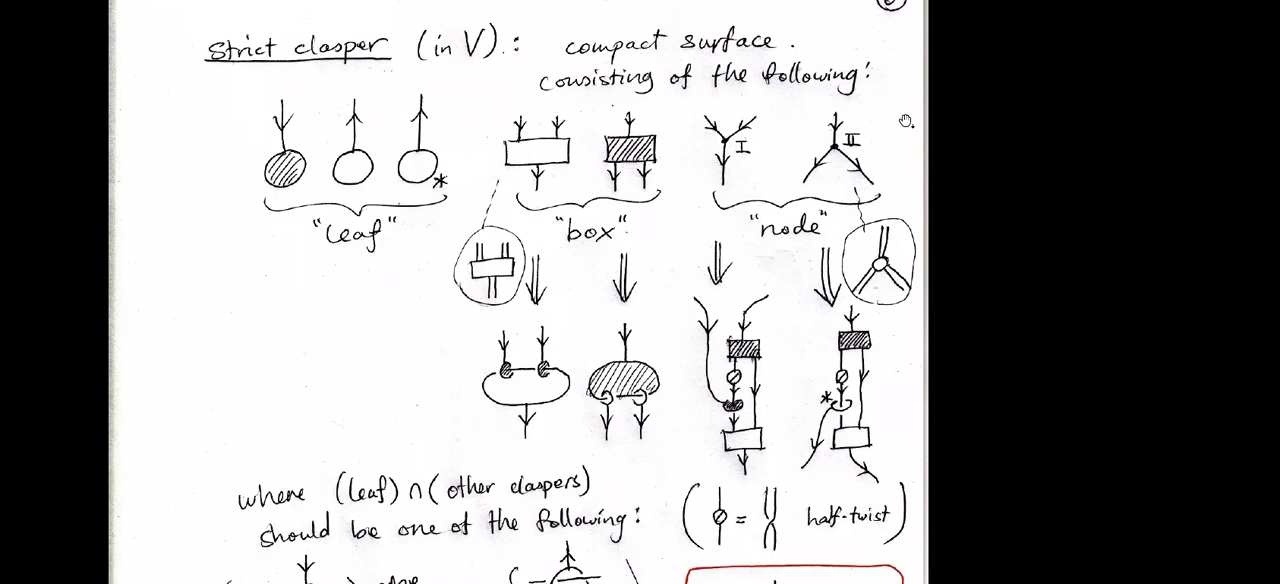 Strict clasper (in V).: compact surface.
consisting of the following:
*
I
II
"leaf"
"box"
"node"
*
where (leaf) ∩ (other claspers)
should be one of the following:
( = half-twist)